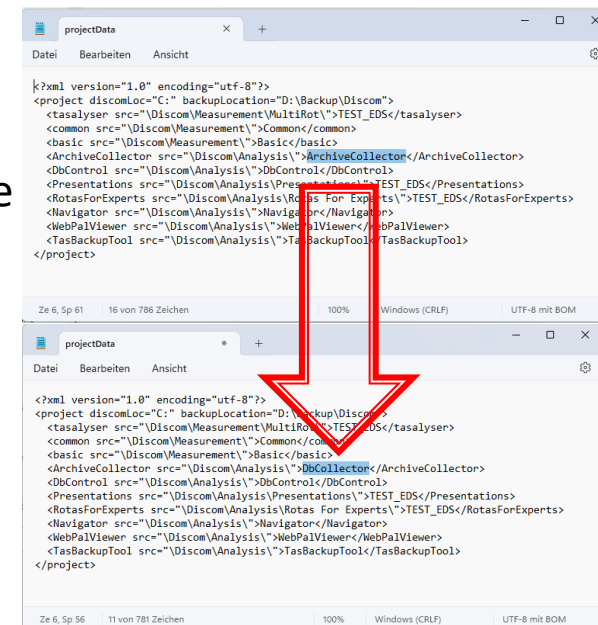 projectData × +
Datei Bearbeiten Ansicht
<?xml version="1.0" encoding="utf-8"?>
<project discomLoc="C:" backupLocation="D:\Backup\Discom">
<tasalyser src="\Discom\Measurement\MultiRot\">TEST_EDS</tasalyser>
<common src="\Discom\Measurement\">Common</common>
<basic src="\Discom\Measurement\">Basic</basic>
<ArchiveCollector src="\Discom\Analysis\">ArchiveCollector</ArchiveCollector>
<DbControl src="\Discom\Analysis\">DbControl</DbControl>
<Presentations src="\Discom\Analysis\Presentations\">TEST_EDS</Presentations>
<RotasForExperts src="\Discom\Analysis\Rotas For Experts\">TEST_EDS</RotasForExperts>
<Navigator src="\Discom\Analysis\">Navigator</Navigator>
<WebPalViewer src="\Discom\Analysis\">WebPalViewer</WebPalViewer>
<TasBackupTool src="\Discom\Analysis\">TasBackupTool</TasBackupTool>
</project>
e
Ze 6, Sp 61 16 von 786 Zeichen 100% Windows (CRLF) UTF-8 mit BOM
projectData • +
Datei Bearbeiten Ansicht
<?xml version="1.0" encoding="utf-8"?>
<project discomLoc="C:" backupLocation="D:\Backup\Discom">
<tasalyser src="\Discom\Measurement\MultiRot\">TEST_EDS</tasalyser>
<common src="\Discom\Measurement\">Common</common>
<basic src="\Discom\Measurement\">Basic</basic>
<ArchiveCollector src="\Discom\Analysis\">DbCollector</ArchiveCollector>
<DbControl src="\Discom\Analysis\">DbControl</DbControl>
<Presentations src="\Discom\Analysis\Presentations\">TEST_EDS</Presentations>
<RotasForExperts src="\Discom\Analysis\Rotas For Experts\">TEST_EDS</RotasForExperts>
<Navigator src="\Discom\Analysis\">Navigator</Navigator>
<WebPalViewer src="\Discom\Analysis\">WebPalViewer</WebPalViewer>
<TasBackupTool src="\Discom\Analysis\">TasBackupTool</TasBackupTool>
</project>
Ze 6, Sp 56 11 von 781 Zeichen 100% Windows (CRLF) UTF-8 mit BOM